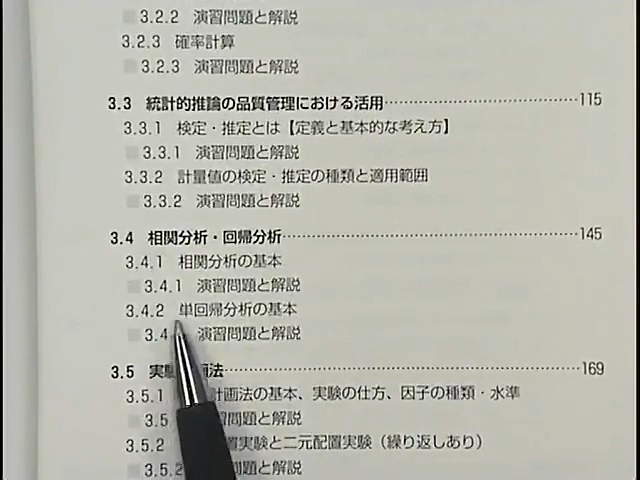 3.2.2 演習問題と解説
3.2.3 確率計算
3.2.3 演習問題と解説
3.3 統計的推論の品質管理における活用 115
3.3.1 検定・推定とは【定義と基本的な考え方】
3.3.1 演習問題と解説
3.3.2 計量値の検定・推定の種類と適用範囲
3.3.2 演習問題と解説
3.4 相関分析・回帰分析 145
3.4.1 相関分析の基本
3.4.1 演習問題と解説
3.4.2 単回帰分析の基本
3.4 演習問題と解説
3.5 実 法 169
3.5.1 計画法の基本、実験の仕方、因子の種類・水準
3.5 問題と解説
3.5.2 置実験と二元配置実験（繰り返しあり）
3.5.2 問題と解説